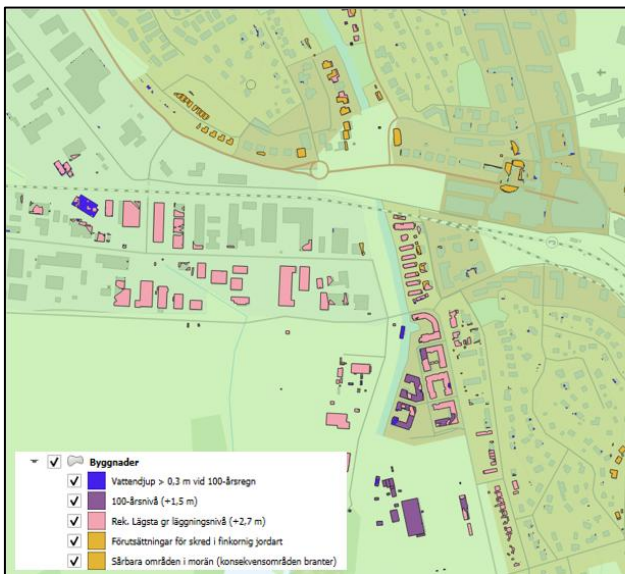 Byggnader
Vattendjup > 0,3 m vid 100-årsregn
100-årsnivå (+1,5 m)
Rek. Lägsta gr läggningsnivå (+2,7 m)
Förutsättningar för skred i finkornig jordart
Sårbara områden i morän (konsekvensområden branter)